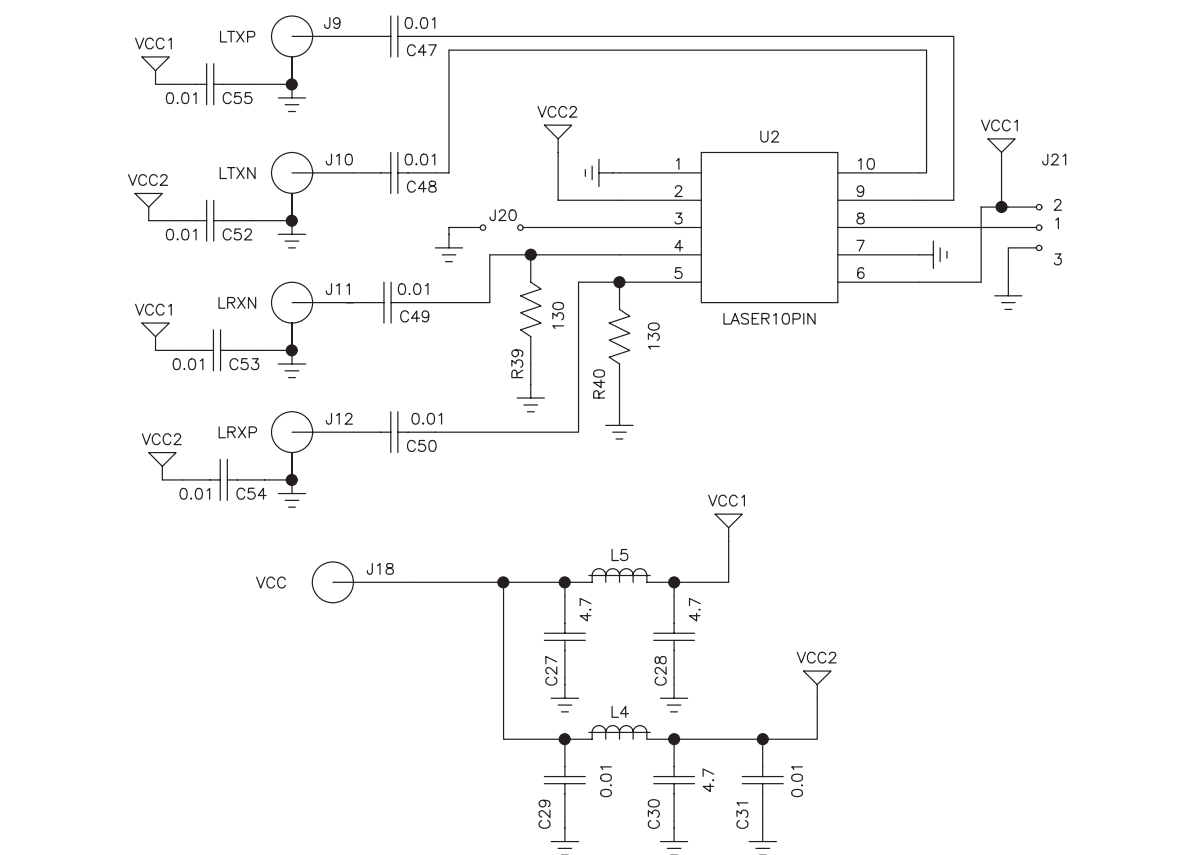 LTXP J9 0.01
C47
VCC1
0.01 C55
VCC2
U2
VCC1
J21
LTXN J10 0.01
C48
VCC2
0.01 C52
1 10
2 9
J20 3 8
4 7
5 6
2
1
3
LASER10PIN
LRXN J11 0.01
C49
VCC1
0.01 C53
R39 130
R40 130
LRXP J12 0.01
C50
VCC2
0.01 C54
VCC1
VCC J18 L5
4.7 4.7
C27 C28
VCC2
L4
0.01 4.7 0.01
C29 C30 C31